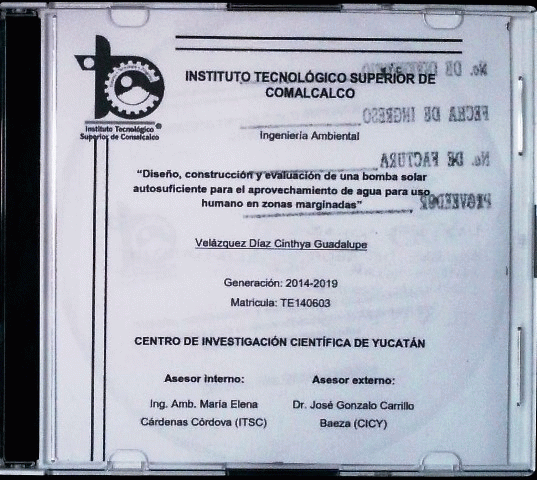 INSTITUTO TECNOLÓGICO SUPERIOR DE
COMALCALCO
Instituto Tecnológico ®
Superior de Comalcalco
Ingeniería Ambiental
“Diseño, construcción y evaluación de una bomba solar
autosuficiente para el aprovechamiento de agua para uso
humano en zonas marginadas”
Velázquez Díaz Cinthya Guadalupe
Generación: 2014-2019
Matricula: TE140603
CENTRO DE INVESTIGACIÓN CIENTÍFICA DE YUCATÁN
Asesor interno:
Ing. Amb. María Elena
Cárdenas Córdova (ITSC)
Asesor externo:
Dr. José Gonzalo Carrillo
Baeza (CICY)
FECHA DE INGRESO
No. DE FACTURA
PROVEEDOR